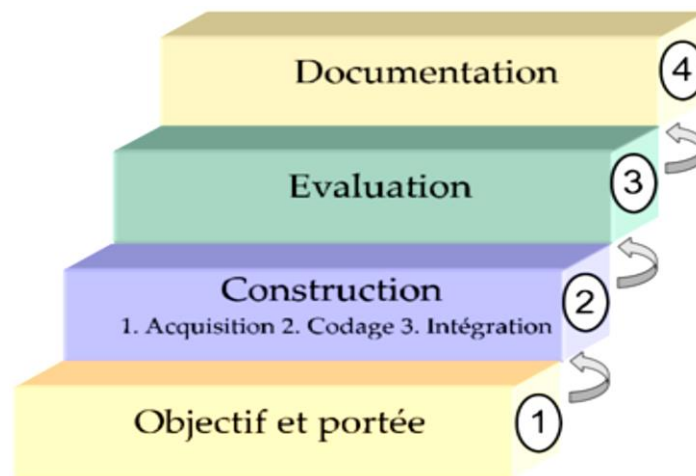 Documentation
4
Evaluation
3
Construction
1. Acquisition 2. Codage 3. Intégration
2
Objectif et portée
1